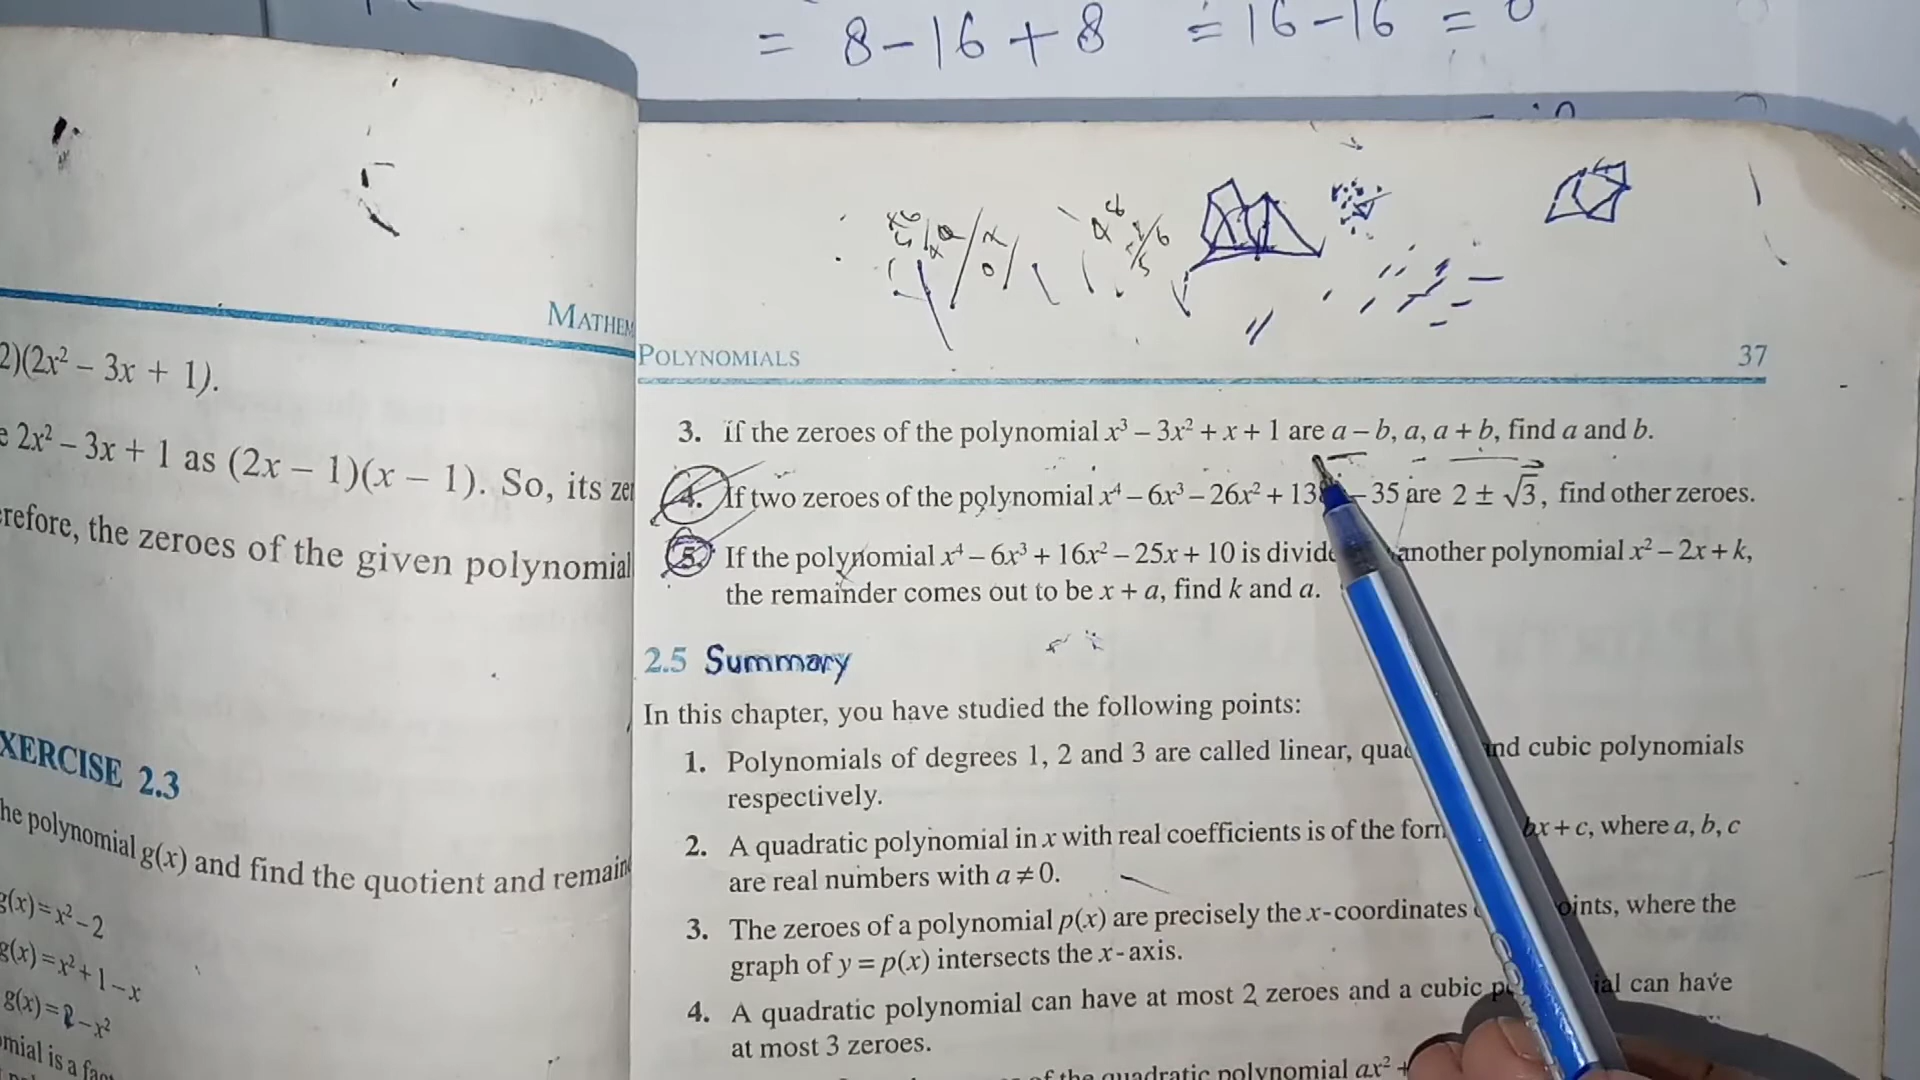 = 8 - 16 + 8 = 16 - 16 = 0
MATHEM
2)(2x² – 3x + 1).
2x² – 3x + 1 as (2x – 1)(x – 1). So, its
refore, the zeroes of the given polynomial
XERCISE 2.3
he polynomial g(x) and find the quotient and remain
g(x) = x² – 2
g(x) = x² + 1 – x
g(x) = 2 – x²
omial is a
POLYNOMIALS 37
3. If the zeroes of the polynomial x³ – 3x² + x + 1 are a – b, a, a + b, find a and b.
4. If two zeroes of the polynomial x⁴ – 6x³ – 26x² + 13 – 35 are 2 ± √3, find other zeroes.
5. If the polynomial x⁴ – 6x³ + 16x² – 25x + 10 is divide another polynomial x² – 2x + k,
the remainder comes out to be x + a, find k and a.
2.5 Summary
In this chapter, you have studied the following points:
1. Polynomials of degrees 1, 2 and 3 are called linear, qua nd cubic polynomials
respectively.
2. A quadratic polynomial in x with real coefficients is of the for bx + c, where a, b, c
are real numbers with a ≠ 0.
3. The zeroes of a polynomial p(x) are precisely the x-coordinates oints, where the
graph of y = p(x) intersects the x-axis.
4. A quadratic polynomial can have at most 2 zeroes and a cubic p ial can have
at most 3 zeroes.
of the quadratic polynomial ax² +